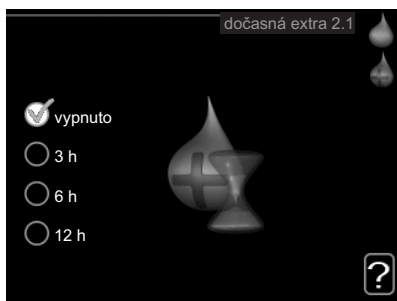 dočasná extra 2.1
vypnuto
3 h
6 h
12 h
?